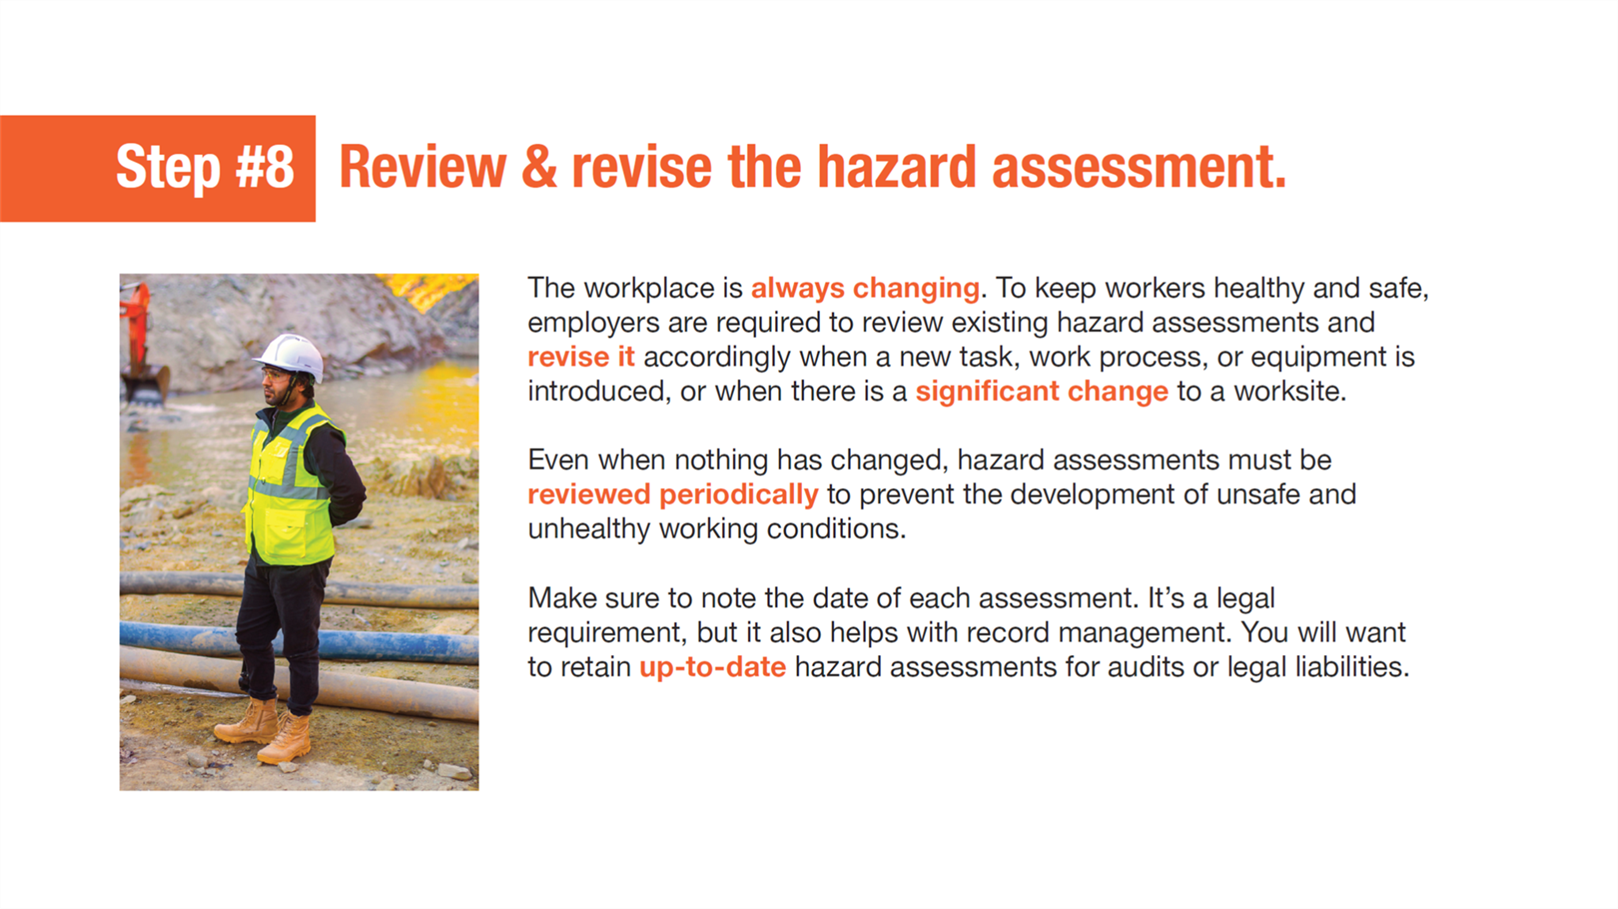 Step #8 Review & revise the hazard assessment.
The workplace is always changing. To keep workers healthy and safe,
employers are required to review existing hazard assessments and
revise it accordingly when a new task, work process, or equipment is
introduced, or when there is a significant change to a worksite.
Even when nothing has changed, hazard assessments must be
reviewed periodically to prevent the development of unsafe and
unhealthy working conditions.
Make sure to note the date of each assessment. It’s a legal
requirement, but it also helps with record management. You will want
to retain up-to-date hazard assessments for audits or legal liabilities.